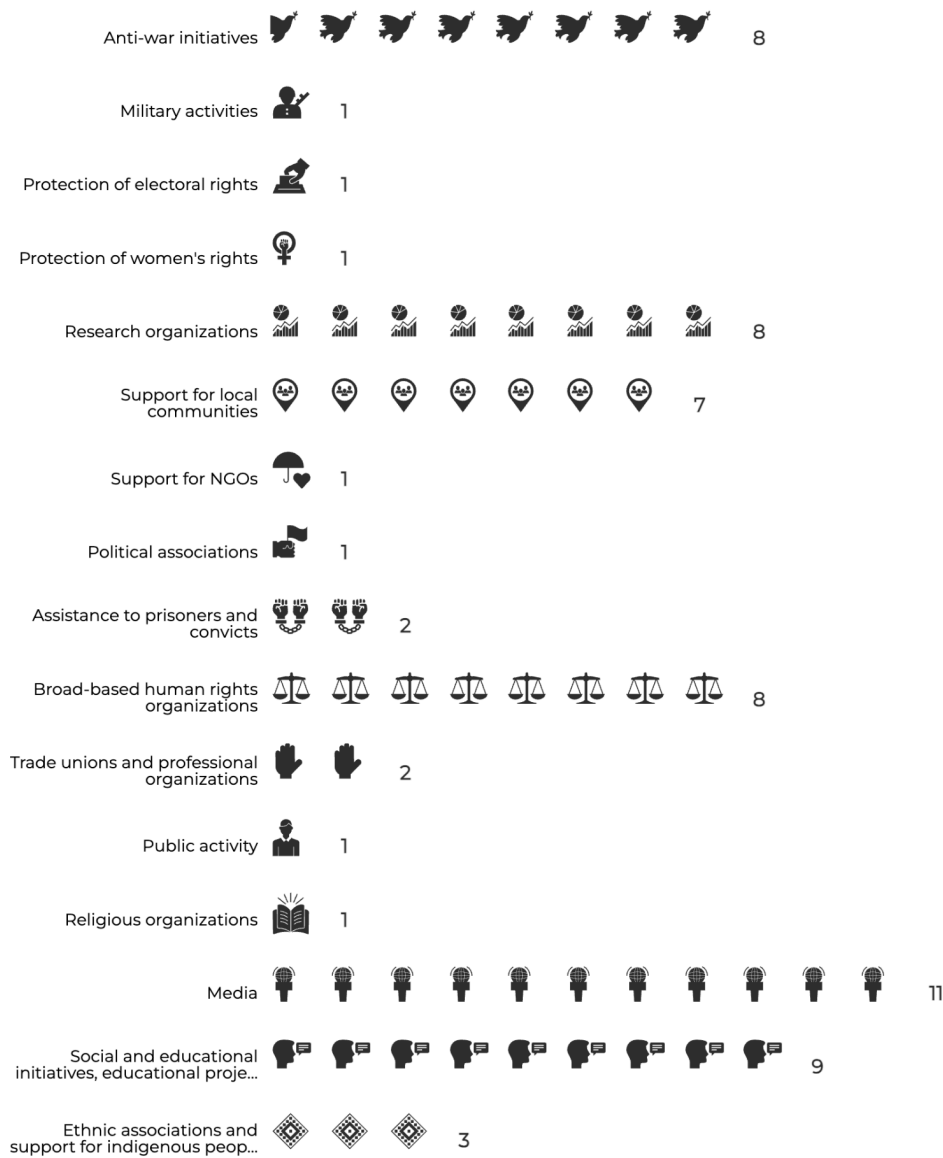 Anti-war initiatives 8
Military activities 1
Protection of electoral rights 1
Protection of women's rights 1
Research organizations 8
Support for local
communities 7
Support for NGOs 1
Political associations 1
Assistance to prisoners and
convicts 2
Broad-based human rights
organizations 8
Trade unions and professional
organizations 2
Public activity 1
Religious organizations 1
Media 11
Social and educational
initiatives, educational proje... 9
Ethnic associations and
support for indigenous peop... 3